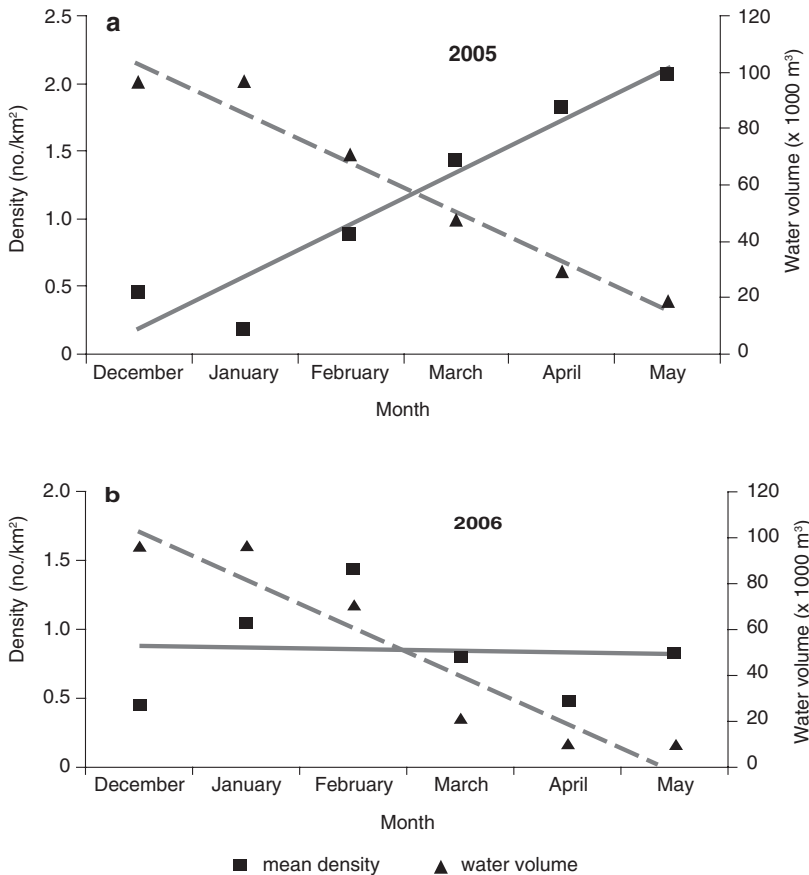 a
2005
2.5
2.0
1.5
1.0
0.5
0
Density (no./km²)
120
100
80
60
40
20
0
Water volume (x 1000 m³)
December January February March April May
Month
b
2006
2.0
1.5
1.0
0.5
0
Density (no./km²)
120
100
80
60
40
20
0
Water volume (x 1000 m³)
December January February March April May
Month
mean density water volume